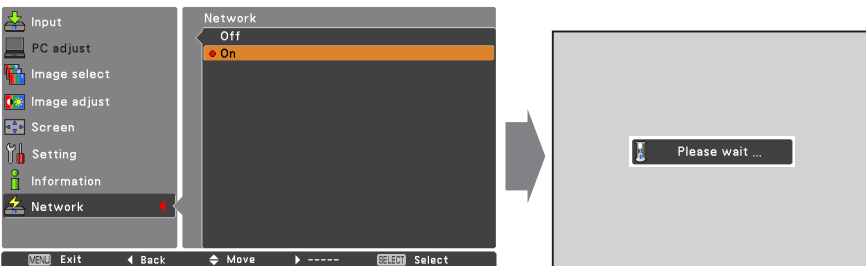 Input
PC adjust
Image select
Image adjust
Screen
Setting
Information
Network
Network
Off
On
MENU Exit Back Move ----- SELECT Select
Please wait ...